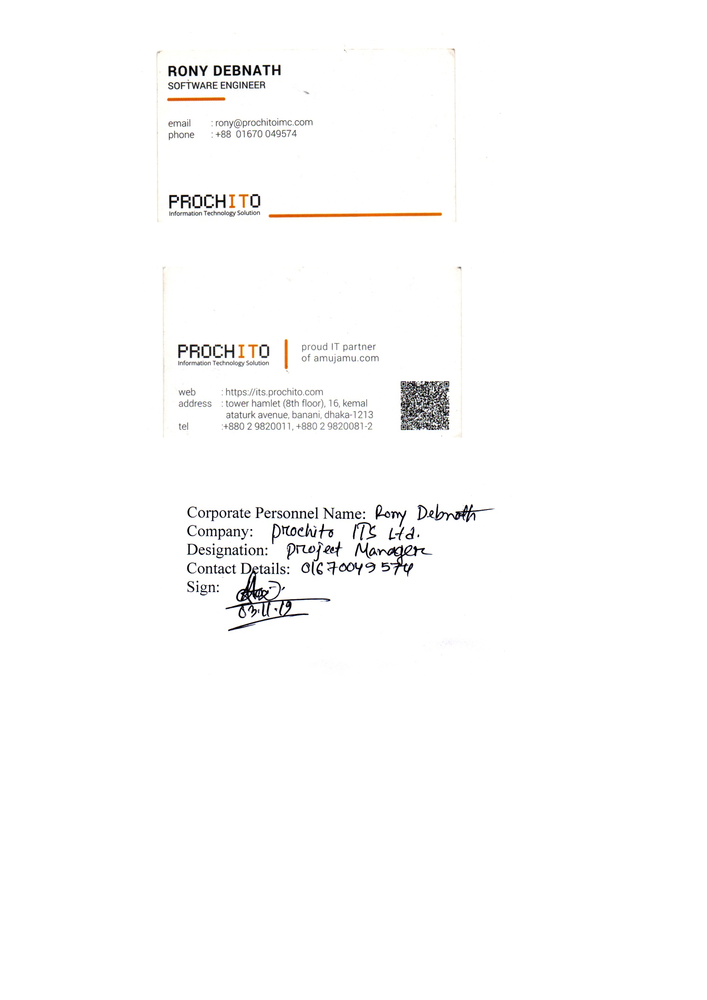 RONY DEBNATH
SOFTWARE ENGINEER
email : rony@prochitoimc.com
phone : +88 01670 049574
PROCHITO
Information Technology Solution
PROCHITO
Information Technology Solution
proud IT partner
of amujamu.com
web : https://its.prochito.com
address : tower hamlet (8th floor), 16, kemal
ataturk avenue, banani, dhaka-1213
tel :+880 2 9820011, +880 2 9820081-2
Corporate Personnel Name: Rony Debnath
Company: Prochito ITS Ltd.
Designation: Project Manager
Contact Details: 01670049574
Sign:
03.11.19